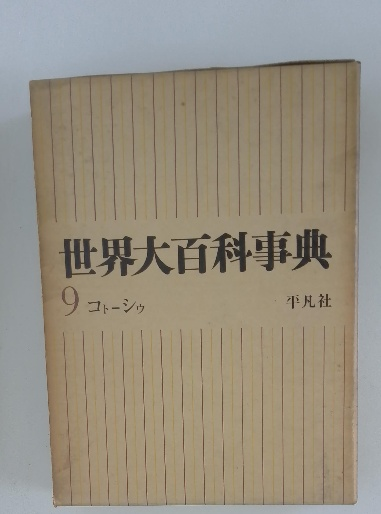 世界大百科事典
9 コトーシウ
平凡社